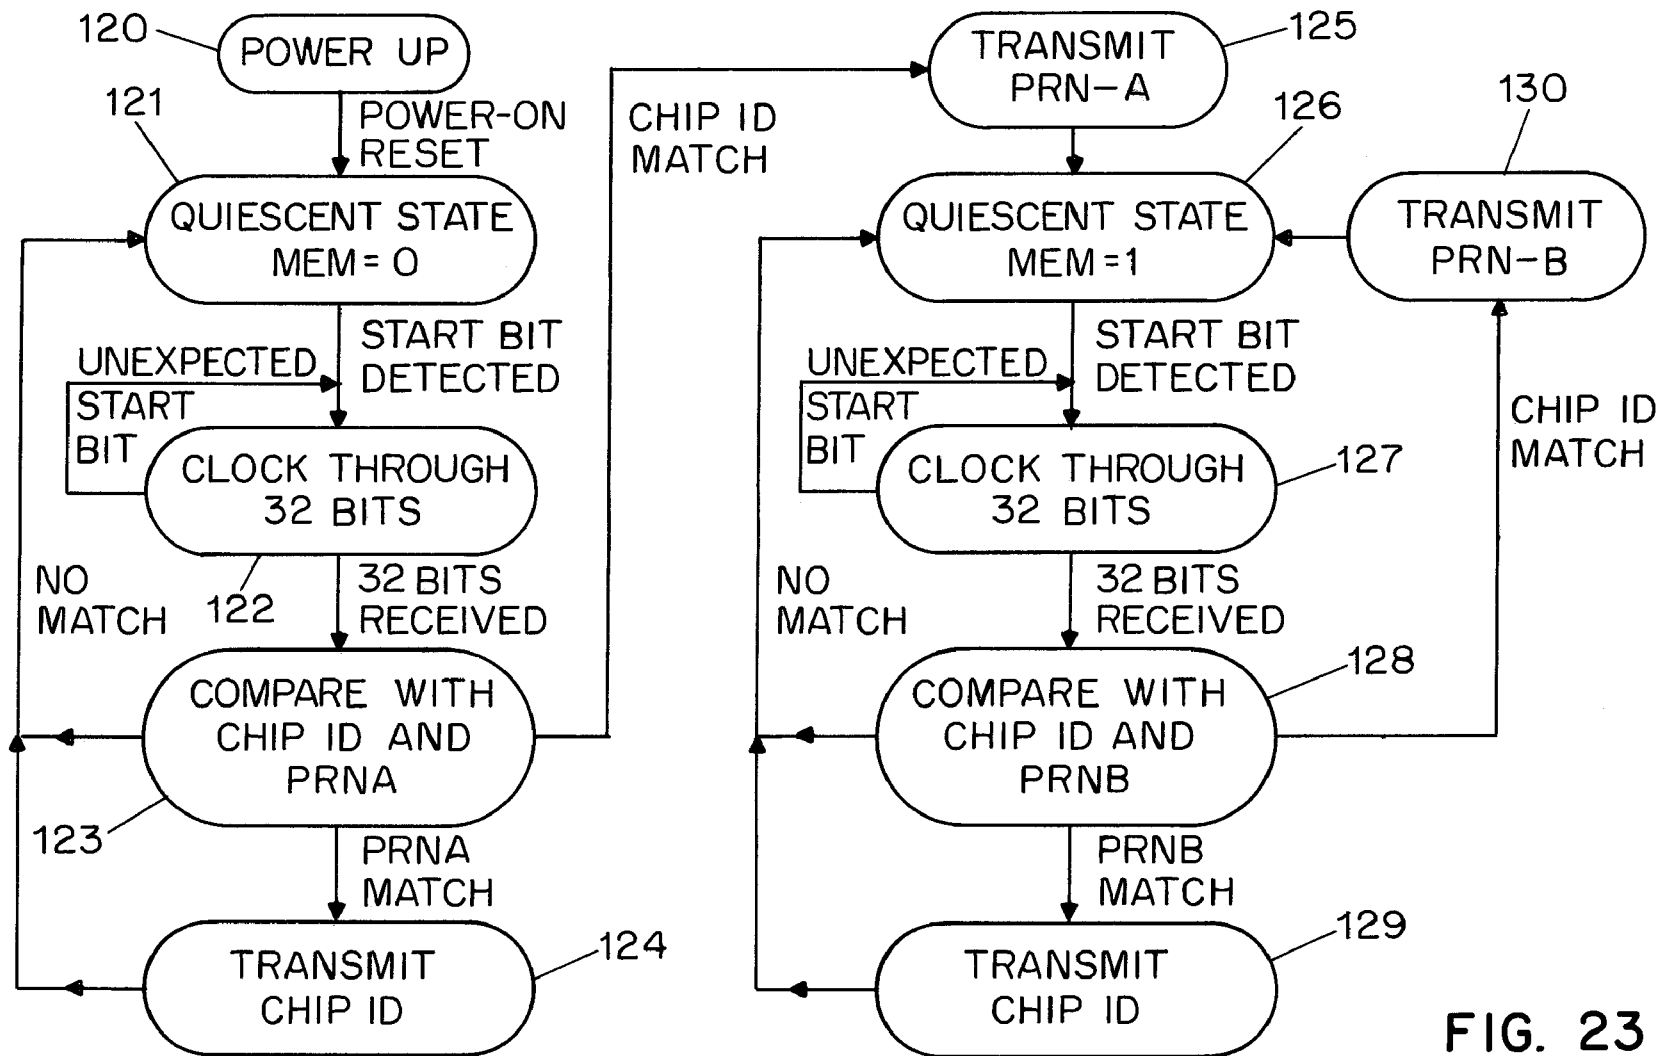 120
POWER UP
POWER-ON
RESET
121
QUIESCENT STATE
MEM = 0
START BIT
DETECTED
UNEXPECTED
START
BIT
CLOCK THROUGH
32 BITS
122
32 BITS
RECEIVED
NO
MATCH
COMPARE WITH
CHIP ID AND
PRNA
123
PRNA
MATCH
TRANSMIT
CHIP ID
124
CHIP ID
MATCH
TRANSMIT
PRN-A
125
126
QUIESCENT STATE
MEM = 1
130
TRANSMIT
PRN-B
START BIT
DETECTED
UNEXPECTED
START
BIT
CHIP ID
MATCH
CLOCK THROUGH
32 BITS
127
32 BITS
RECEIVED
NO
MATCH
COMPARE WITH
CHIP ID AND
PRNB
128
PRNB
MATCH
TRANSMIT
CHIP ID
129
FIG. 23